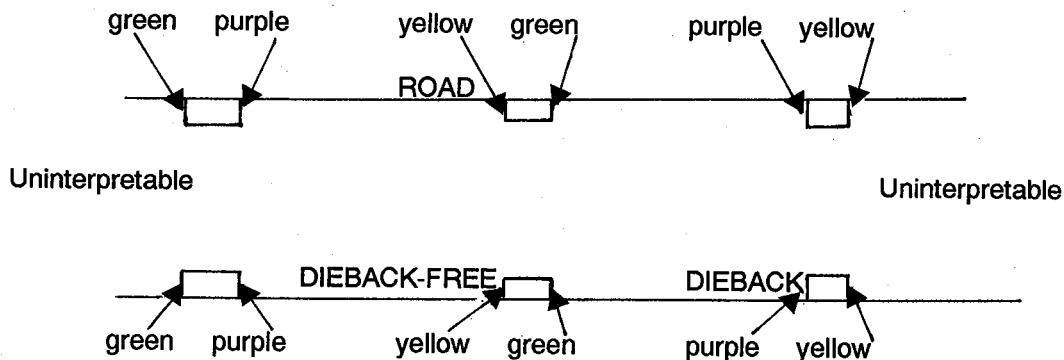 green purple yellow green purple yellow
ROAD
Uninterpretable Uninterpretable
DIEBACK-FREE DIEBACK
green purple yellow green purple yellow